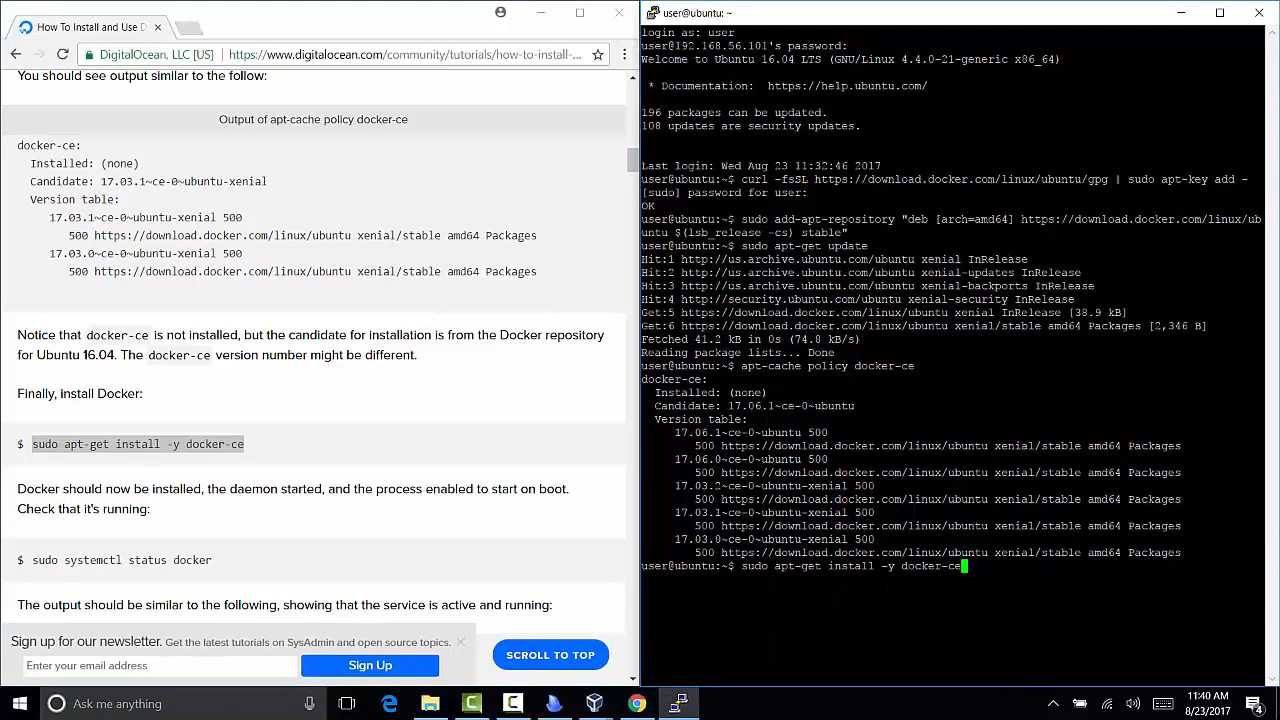 How To Install and Use D
DigitalOcean, LLC [US]
https://www.digitalocean.com/community/tutorials/how-to-install-...
You should see output similar to the follow:
Output of apt-cache policy docker-ce
docker-ce:
Installed: (none)
Candidate: 17.03.1~ce-0~ubuntu-xenial
Version table:
17.03.1~ce-0~ubuntu-xenial 500
500 https://download.docker.com/linux/ubuntu xenial/stable amd64 Packages
17.03.0~ce-0~ubuntu-xenial 500
500 https://download.docker.com/linux/ubuntu xenial/stable amd64 Packages
Notice that docker-ce is not installed, but the candidate for installation is from the Docker repository
for Ubuntu 16.04. The docker-ce version number might be different.
Finally, install Docker:
$ sudo apt-get install -y docker-ce
Docker should now be installed, the daemon started, and the process enabled to start on boot.
Check that it's running:
$ sudo systemctl status docker
The output should be similar to the following, showing that the service is active and running:
Sign up for our newsletter. Get the latest tutorials on SysAdmin and open source topics.
Enter your email address
Sign Up
SCROLL TO TOP
user@ubuntu: ~
login as: user
user@192.168.56.101's password:
Welcome to Ubuntu 16.04 LTS (GNU/Linux 4.4.0-21-generic x86_64)
* Documentation:  https://help.ubuntu.com/
196 packages can be updated.
108 updates are security updates.
Last login: Wed Aug 23 11:32:46 2017
user@ubuntu:~$ curl -fsSL https://download.docker.com/linux/ubuntu/gpg | sudo apt-key add -
[sudo] password for user:
OK
user@ubuntu:~$ sudo add-apt-repository "deb [arch=amd64] https://download.docker.com/linux/ub
untu $(lsb_release -cs) stable"
user@ubuntu:~$ sudo apt-get update
Hit:1 http://us.archive.ubuntu.com/ubuntu xenial InRelease
Hit:2 http://us.archive.ubuntu.com/ubuntu xenial-updates InRelease
Hit:3 http://us.archive.ubuntu.com/ubuntu xenial-backports InRelease
Hit:4 http://security.ubuntu.com/ubuntu xenial-security InRelease
Get:5 https://download.docker.com/linux/ubuntu xenial InRelease [38.9 kB]
Get:6 https://download.docker.com/linux/ubuntu xenial/stable amd64 Packages [2,346 B]
Fetched 41.2 kB in 0s (74.8 kB/s)
Reading package lists... Done
user@ubuntu:~$ apt-cache policy docker-ce
docker-ce:
Installed: (none)
Candidate: 17.06.1~ce-0~ubuntu
Version table:
17.06.1~ce-0~ubuntu 500
500 https://download.docker.com/linux/ubuntu xenial/stable amd64 Packages
17.06.0~ce-0~ubuntu 500
500 https://download.docker.com/linux/ubuntu xenial/stable amd64 Packages
17.03.2~ce-0~ubuntu-xenial 500
500 https://download.docker.com/linux/ubuntu xenial/stable amd64 Packages
17.03.1~ce-0~ubuntu-xenial 500
500 https://download.docker.com/linux/ubuntu xenial/stable amd64 Packages
17.03.0~ce-0~ubuntu-xenial 500
500 https://download.docker.com/linux/ubuntu xenial/stable amd64 Packages
user@ubuntu:~$ sudo apt-get install -y docker-ce
Ask me anything
11:40 AM
8/23/2017
4